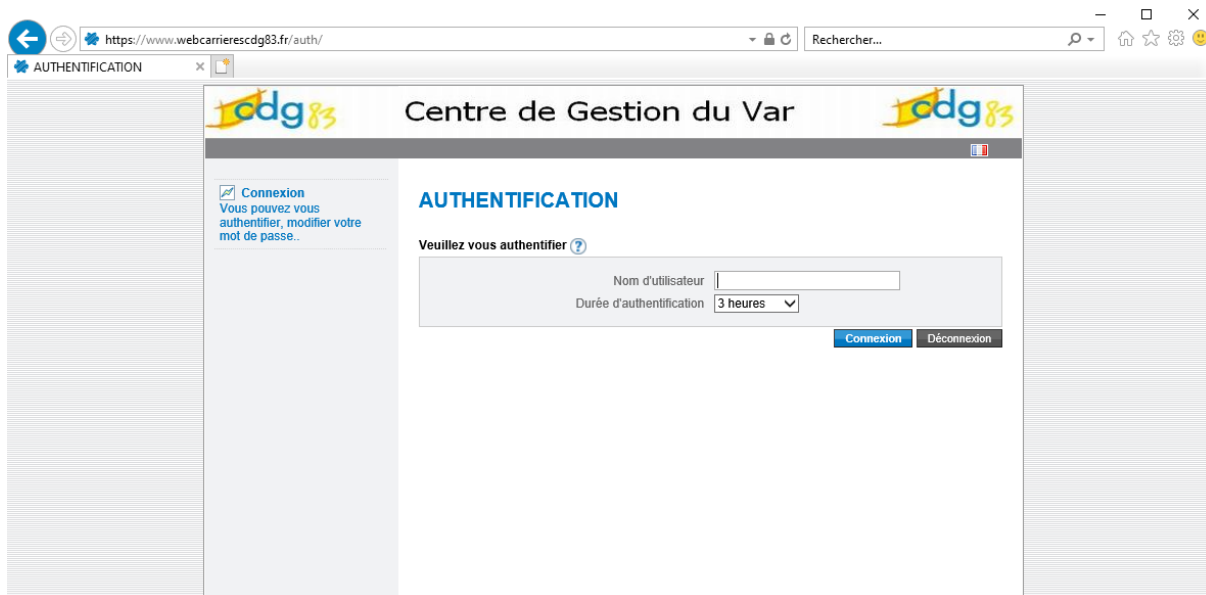 https://www.webcarrierescdg83.fr/auth/
Rechercher...
AUTHENTIFICATION
cdg83
Centre de Gestion du Var
cdg83
Connexion
Vous pouvez vous
authentifier, modifier votre
mot de passe..
AUTHENTIFICATION
Veuillez vous authentifier ?
Nom d'utilisateur
Durée d'authentification 3 heures
Connexion Déconnexion